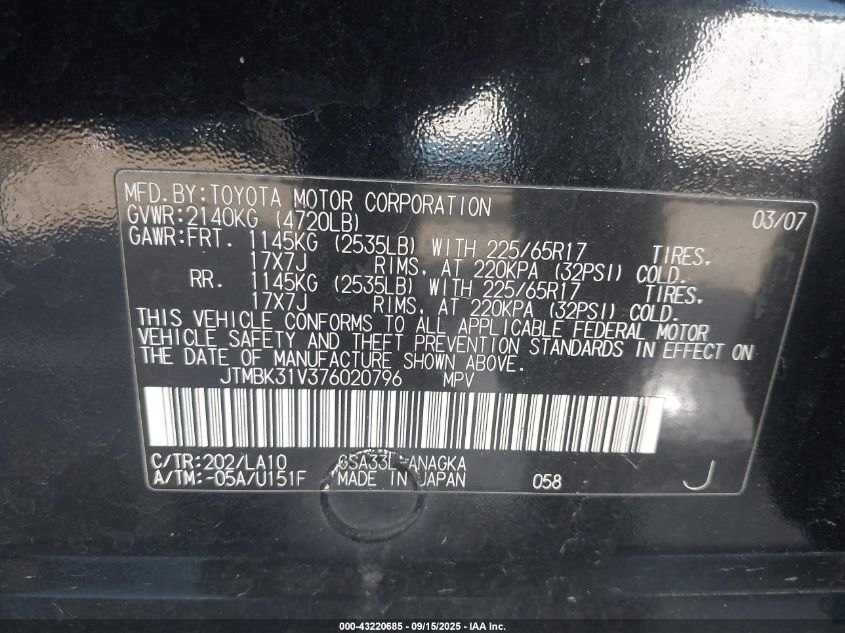 MFD.BY:TOYOTA MOTOR CORPORATION 03/07
GVWR:2140KG (4720LB)
GAWR:FRT. 1145KG (2535LB) WITH 225/65R17 TIRES,
17X7J RIMS, AT 220KPA (32PSI) COLD.
RR. 1145KG (2535LB) WITH 225/65R17 TIRES,
17X7J RIMS, AT 220KPA (32PSI) COLD.
THIS VEHICLE CONFORMS TO ALL APPLICABLE FEDERAL MOTOR
VEHICLE SAFETY AND THEFT PREVENTION STANDARDS IN EFFECT ON
THE DATE OF MANUFACTURE SHOWN ABOVE.
JTMBK31V376020796 MPV
C/TR:202/LA10 GSA33L-ANAGKA
A/TM:-05A/U151F MADE IN JAPAN 058 J
000-43220685 - 09/15/2025 - IAA Inc.